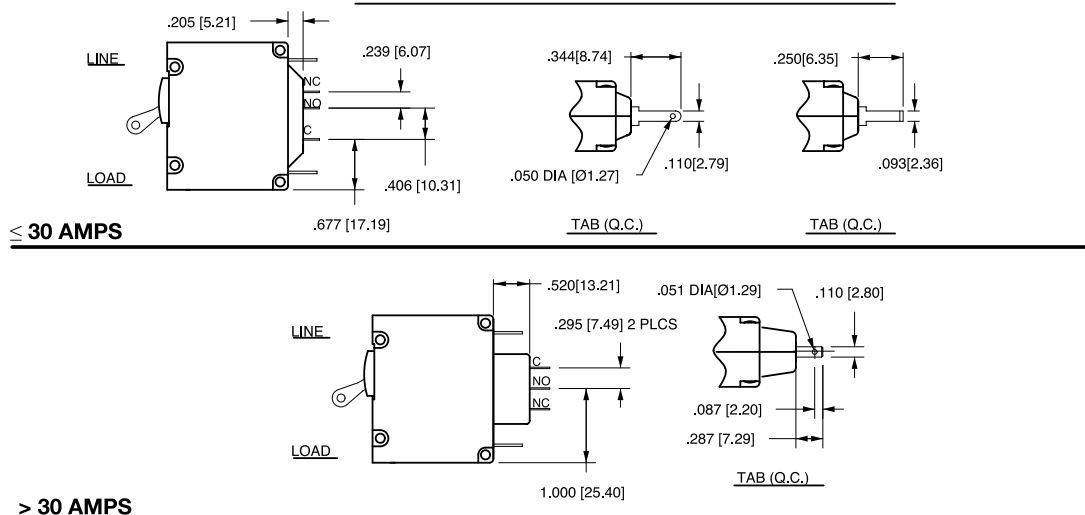 .205 [5.21]
.239 [6.07]
LINE
NC
NO
C
LOAD
.406 [10.31]
.677 [17.19]
.344[8.74]
.110[2.79]
.050 DIA [Ø1.27]
TAB (Q.C.)
.250[6.35]
.093[2.36]
TAB (Q.C.)
≤ 30 AMPS
.520[13.21]
.295 [7.49] 2 PLCS
LINE
C
NO
NC
LOAD
1.000 [25.40]
.051 DIA[Ø1.29]
.110 [2.80]
.087 [2.20]
.287 [7.29]
TAB (Q.C.)
> 30 AMPS